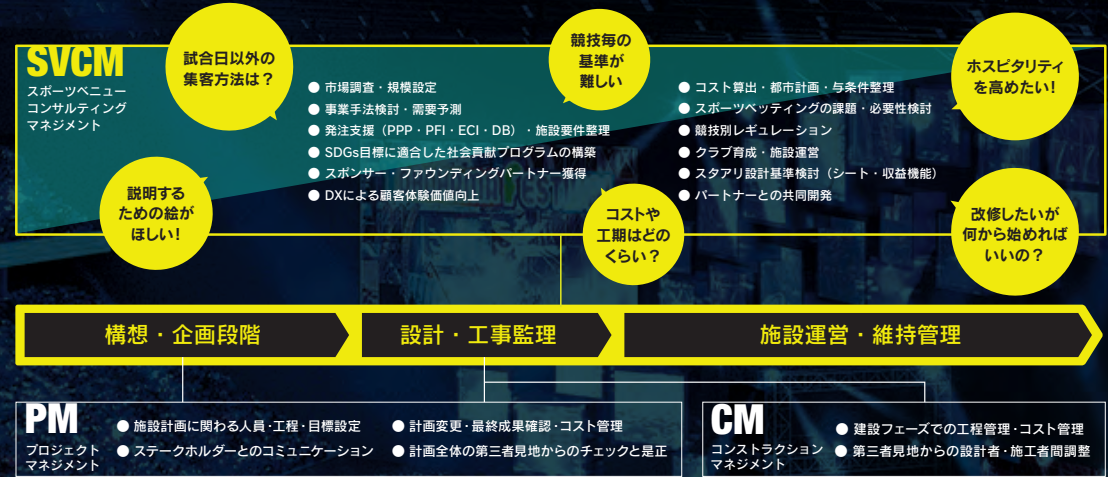 SVCM
スポーツベニュー
コンサルティング
マネジメント
試合日以外の
集客方法は？
競技毎の
基準が
難しい
ホスピタリティ
を高めたい！
● 市場調査・規模設定
● 事業手法検討・需要予測
● 発注支援（PPP・PFI・ECI・DB）・施設要件整理
● SDGs目標に適合した社会貢献プログラムの構築
● スポンサー・ファウンディングパートナー獲得
● DXによる顧客体験価値向上
● コスト算出・都市計画・与条件整理
● スポーツベッティングの課題・必要性検討
● 競技別レギュレーション
● クラブ育成・施設運営
● スタアリ設計基準検討（シート・収益機能）
● パートナーとの共同開発
説明する
ための絵が
ほしい！
コストや
工期はどの
くらい？
改修したいが
何から始めれば
いいの？
構想・企画段階
設計・工事監理
施設運営・維持管理
PM
プロジェクト
マネジメント
● 施設計画に関わる人員・工程・目標設定
● ステークホルダーとのコミュニケーション
● 計画変更・最終成果確認・コスト管理
● 計画全体の第三者見地からのチェックと是正
CM
コンストラクション
マネジメント
● 建設フェーズでの工程管理・コスト管理
● 第三者見地からの設計者・施工者間調整